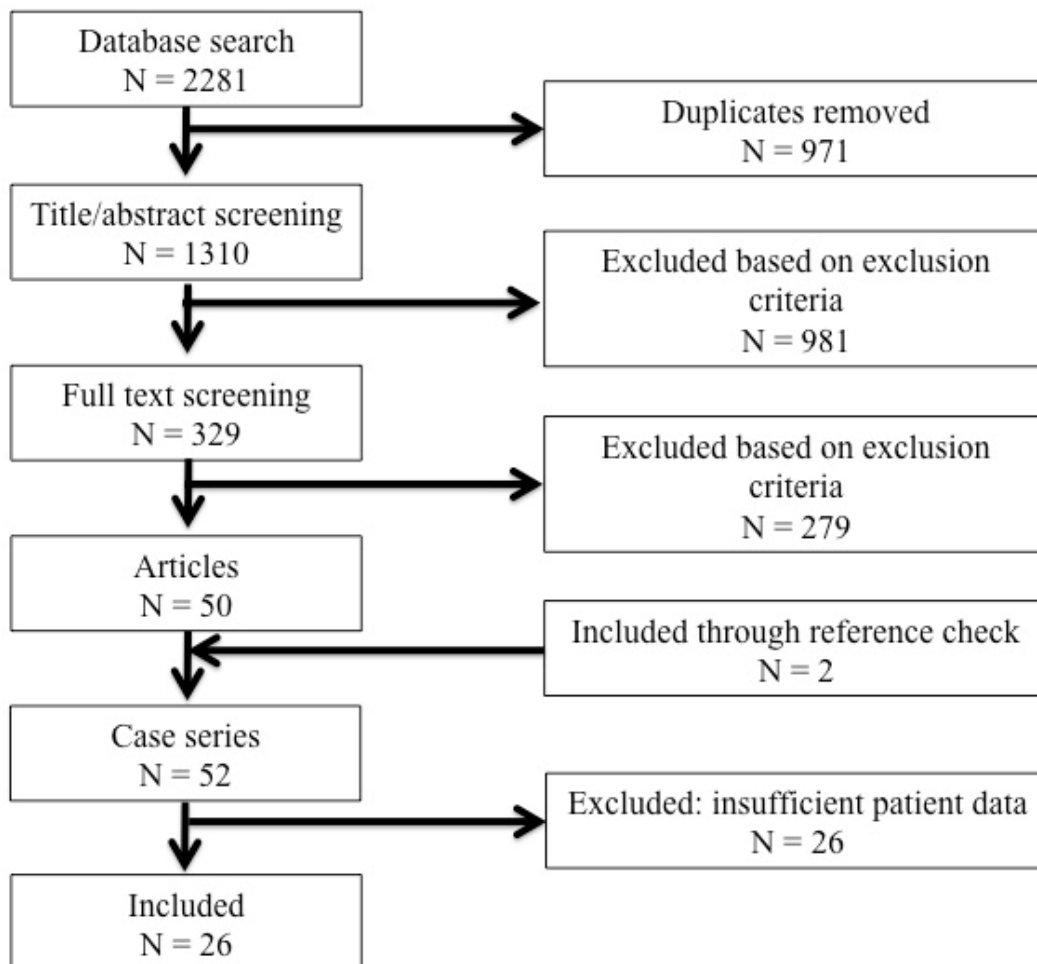 Database search
N = 2281
Duplicates removed
N = 971
Title/abstract screening
N = 1310
Excluded based on exclusion
criteria
N = 981
Full text screening
N = 329
Excluded based on exclusion
criteria
N = 279
Articles
N = 50
Included through reference check
N = 2
Case series
N = 52
Excluded: insufficient patient data
N = 26
Included
N = 26